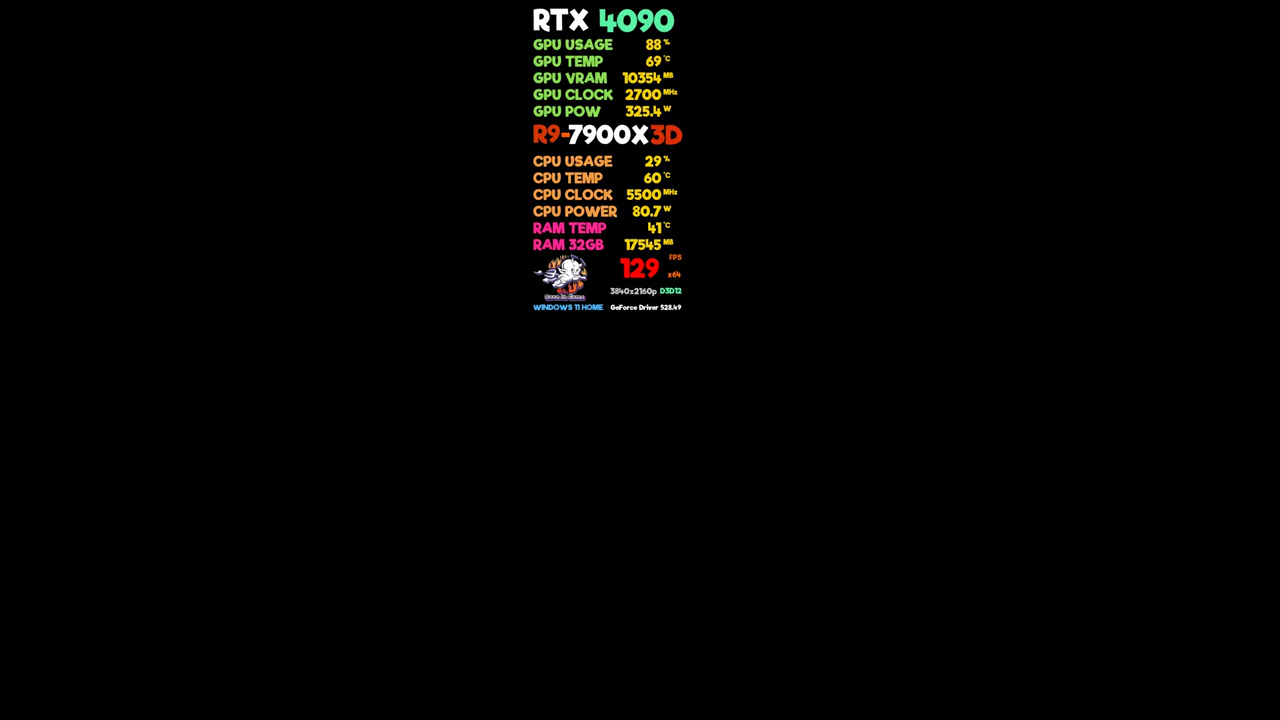 RTX 4090
GPU USAGE 88 %
GPU TEMP 69 °C
GPU VRAM 10354 MB
GPU CLOCK 2700 MHz
GPU POW 325.4 W
R9-7900X3D
CPU USAGE 29 %
CPU TEMP 60 °C
CPU CLOCK 5500 MHz
CPU POWER 80.7 W
RAM TEMP 41 °C
RAM 32GB 17545 MB
129 FPS
x64
3840x2160p D3D12
WINDOWS 11 HOME GeForce Driver 528.49